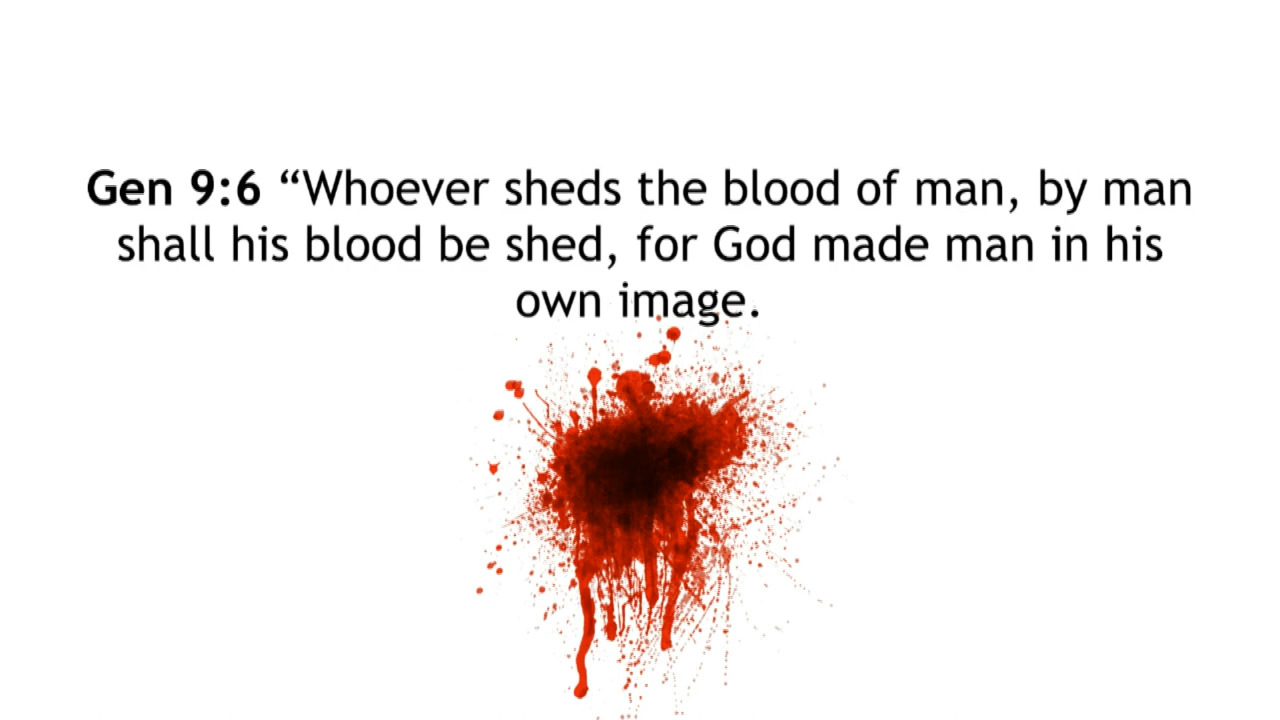 Gen 9:6 “Whoever sheds the blood of man, by man
shall his blood be shed, for God made man in his
own image.